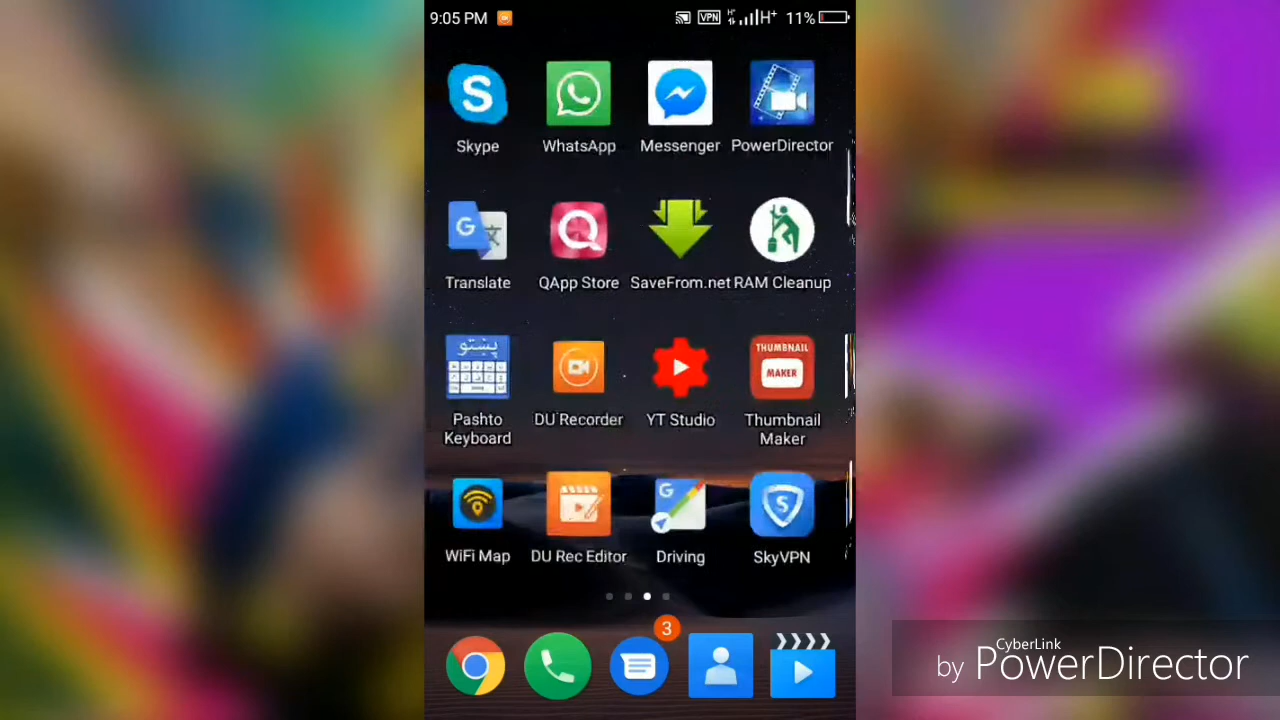 9:05 PM VPN H+ H+ 11%
Skype WhatsApp Messenger PowerDirector
G 文
Translate QApp Store SaveFrom.net RAM Cleanup
پښتو
THUMBNAIL
MAKER
Pashto Keyboard DU Recorder YT Studio Thumbnail Maker
G S
WiFi Map DU Rec Editor Driving SkyVPN
3
CyberLink
by PowerDirector